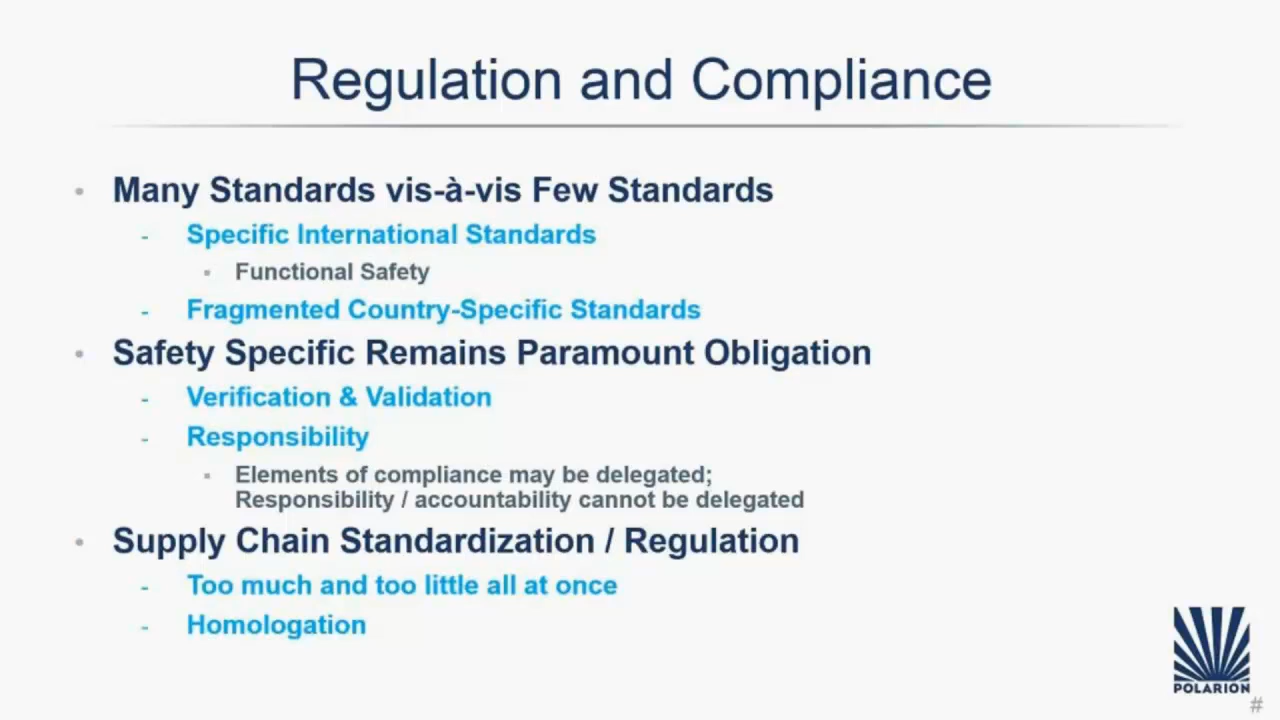 Regulation and Compliance
• Many Standards vis-à-vis Few Standards
- Specific International Standards
▪ Functional Safety
- Fragmented Country-Specific Standards
• Safety Specific Remains Paramount Obligation
- Verification & Validation
- Responsibility
▪ Elements of compliance may be delegated;
Responsibility / accountability cannot be delegated
• Supply Chain Standardization / Regulation
- Too much and too little all at once
- Homologation
POLARION
#